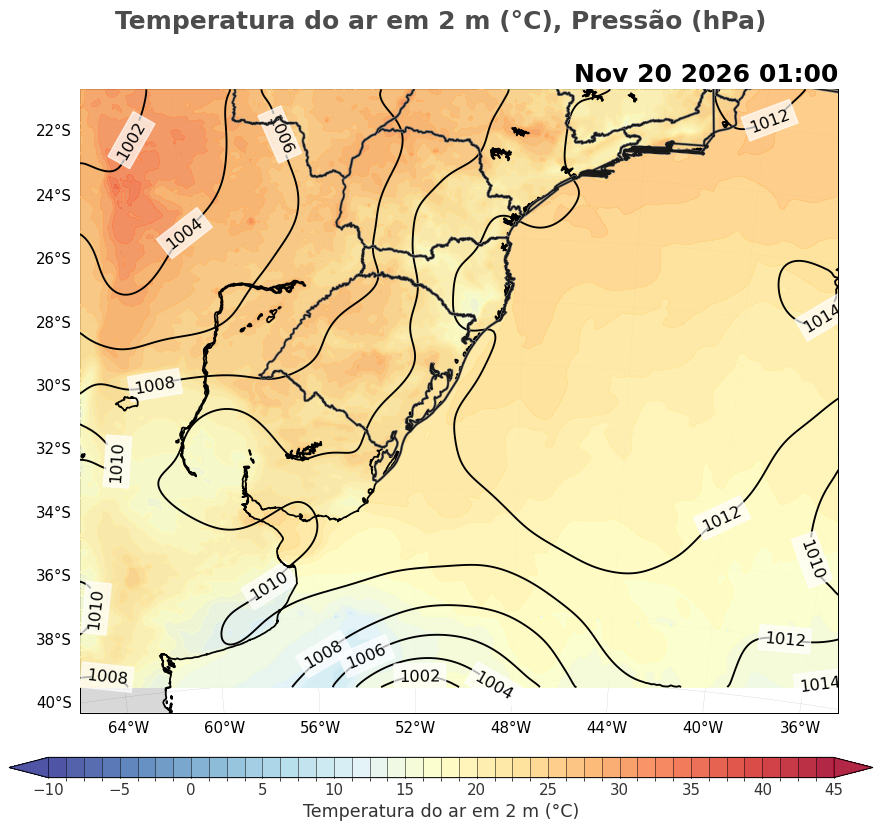 Temperatura do ar em 2 m (°C), Pressão (hPa)
Nov 20 2026 01:00
22°S
24°S
26°S
28°S
30°S
32°S
34°S
36°S
38°S
40°S
1002
1006
1012
1004
1014
1008
1010
1012
1010
1010
1010
1008
1006
1012
1008
1002
1004
1014
64°W
60°W
56°W
52°W
48°W
44°W
40°W
36°W
−10
−5
0
5
10
15
20
25
30
35
40
45
Temperatura do ar em 2 m (°C)